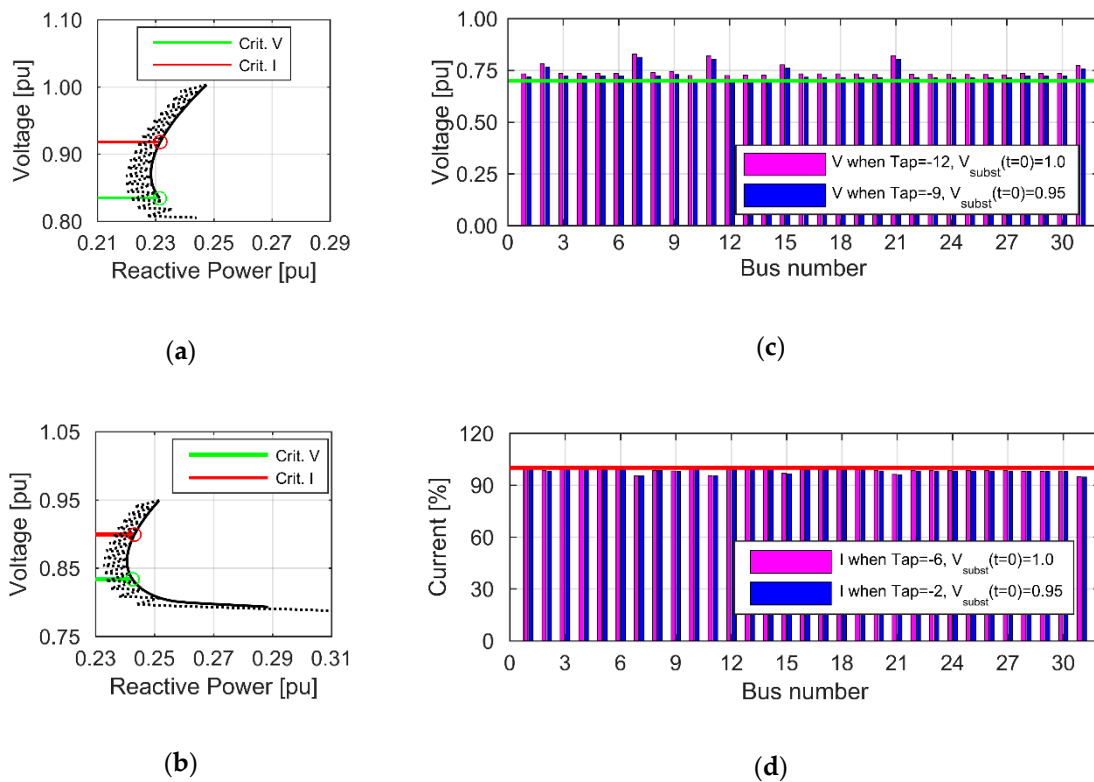 1.10
1.00
0.90
0.80
Voltage [pu]
Crit. V
Crit. I
0.21 0.23 0.25 0.27 0.29
Reactive Power [pu]
(a)
1.00
0.75
0.50
0.25
0.00
Voltage [pu]
V when Tap=-12, Vsubst(t=0)=1.0
V when Tap=-9, Vsubst(t=0)=0.95
0 3 6 9 12 15 18 21 24 27 30
Bus number
(c)
1.05
0.95
0.85
0.75
Voltage [pu]
Crit. V
Crit. I
0.23 0.25 0.27 0.29 0.31
Reactive Power [pu]
(b)
120
90
60
30
0
Current [%]
I when Tap=-6, Vsubst(t=0)=1.0
I when Tap=-2, Vsubst(t=0)=0.95
0 3 6 9 12 15 18 21 24 27 30
Bus number
(d)